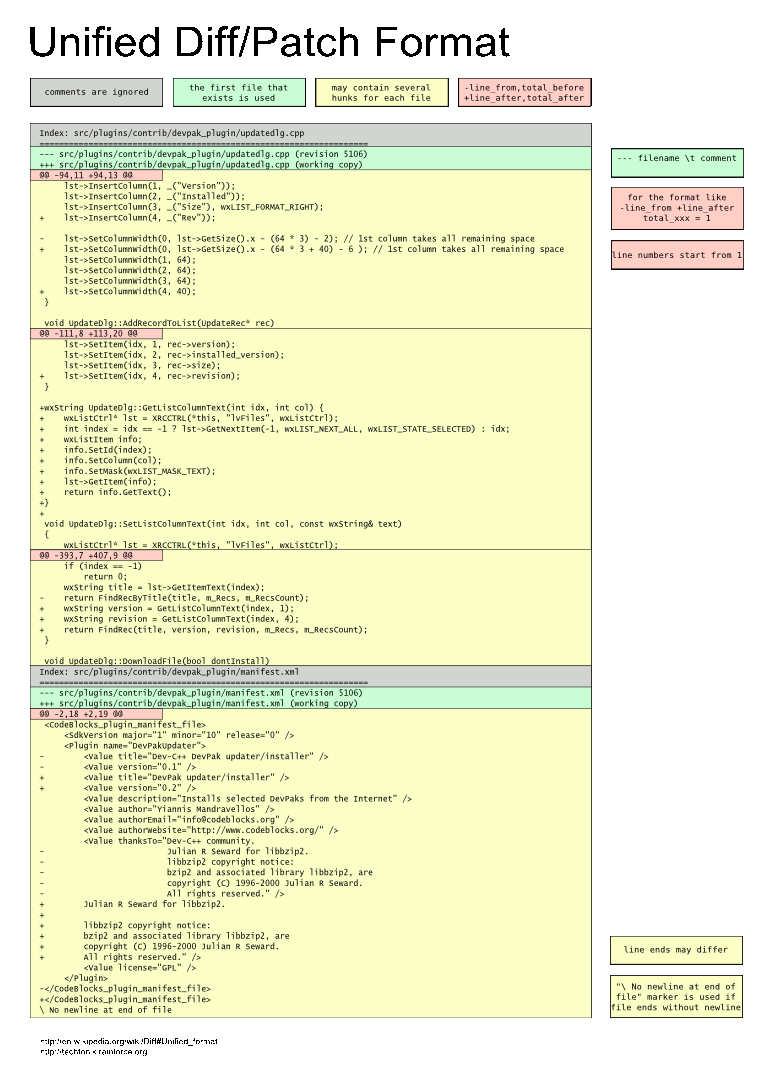 Unified Diff/Patch Format
comments are ignored
the first file that
exists is used
may contain several
hunks for each file
-line_from,total_before
+line_after,total_after
Index: src/plugins/contrib/devpak_plugin/updatedlg.cpp
===================================================================
--- src/plugins/contrib/devpak_plugin/updatedlg.cpp (revision 5106)
+++ src/plugins/contrib/devpak_plugin/updatedlg.cpp (working copy)
@@ -94,11 +94,13 @@
     lst->InsertColumn(1, _("Version"));
     lst->InsertColumn(2, _("Installed"));
     lst->InsertColumn(3, _("Size"), wxLIST_FORMAT_RIGHT);
+    lst->InsertColumn(4, _("Rev"));
-    lst->SetColumnWidth(0, lst->GetSize().x - (64 * 3) - 2); // 1st column takes all remaining space
+    lst->SetColumnWidth(0, lst->GetSize().x - (64 * 3 + 40) - 6 ); // 1st column takes all remaining space
     lst->SetColumnWidth(1, 64);
     lst->SetColumnWidth(2, 64);
     lst->SetColumnWidth(3, 64);
+    lst->SetColumnWidth(4, 40);
 }
 void UpdateDlg::AddRecordToList(UpdateRec* rec)
@@ -111,8 +113,20 @@
     lst->SetItem(idx, 1, rec->version);
     lst->SetItem(idx, 2, rec->installed_version);
     lst->SetItem(idx, 3, rec->size);
+    lst->SetItem(idx, 4, rec->revision);
 }
+wxString UpdateDlg::GetListColumnText(int idx, int col) {
+    wxListCtrl* lst = XRCCTRL(*this, "lvFiles", wxListCtrl);
+    int index = idx == -1 ? lst->GetNextItem(-1, wxLIST_NEXT_ALL, wxLIST_STATE_SELECTED) : idx;
+    wxListItem info;
+    info.SetId(index);
+    info.SetColumn(col);
+    info.SetMask(wxLIST_MASK_TEXT);
+    lst->GetItem(info);
+    return info.GetText();
+}
+
 void UpdateDlg::SetListColumnText(int idx, int col, const wxString& text)
 {
     wxListCtrl* lst = XRCCTRL(*this, "lvFiles", wxListCtrl);
@@ -393,7 +407,9 @@
     if (index == -1)
         return 0;
     wxString title = lst->GetItemText(index);
-    return FindRecByTitle(title, m_Recs, m_RecsCount);
+    wxString version = GetListColumnText(index, 1);
+    wxString revision = GetListColumnText(index, 4);
+    return FindRec(title, version, revision, m_Recs, m_RecsCount);
 }
 void UpdateDlg::DownloadFile(bool dontInstall)
Index: src/plugins/contrib/devpak_plugin/manifest.xml
===================================================================
--- src/plugins/contrib/devpak_plugin/manifest.xml (revision 5106)
+++ src/plugins/contrib/devpak_plugin/manifest.xml (working copy)
@@ -2,18 +2,19 @@
 <CodeBlocks_plugin_manifest_file>
     <SdkVersion major="1" minor="10" release="0" />
     <Plugin name="DevPakUpdater">
-        <Value title="Dev-C++ DevPak updater/installer" />
-        <Value version="0.1" />
+        <Value title="DevPak updater/installer" />
+        <Value version="0.2" />
         <Value description="Installs selected DevPaks from the Internet" />
         <Value author="Yiannis Mandravellos" />
         <Value authorEmail="info@codeblocks.org" />
         <Value authorWebsite="http://www.codeblocks.org/" />
         <Value thanksTo="Dev-C++ community.
-                         Julian R Seward for libbzip2.
-                         libbzip2 copyright notice:
-                         bzip2 and associated library libbzip2, are
-                         copyright (C) 1996-2000 Julian R Seward.
-                         All rights reserved." />
+        Julian R Seward for libbzip2.
+
+        libbzip2 copyright notice:
+        bzip2 and associated library libbzip2, are
+        copyright (C) 1996-2000 Julian R Seward.
+        All rights reserved." />
         <Value license="GPL" />
     </Plugin>
-</CodeBlocks_plugin_manifest_file>
+</CodeBlocks_plugin_manifest_file>
\ No newline at end of file
--- filename \t comment
for the format like
-line_from +line_after
total_xxx = 1
line numbers start from 1
line ends may differ
"\ No newline at end of
file" marker is used if
file ends without newline
http://en.wikipedia.org/wiki/Diff#Unified_format
http://techtonik.rainforce.org